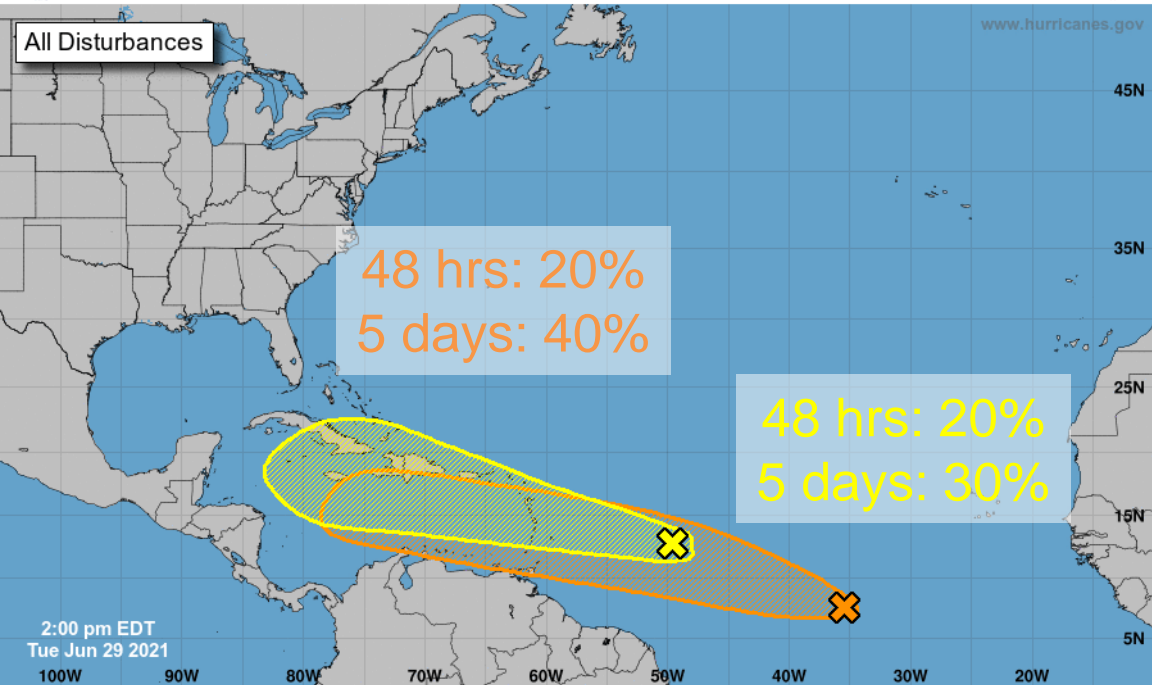 All Disturbances
www.hurricanes.gov
45N
48 hrs: 20%
5 days: 40%
35N
25N
48 hrs: 20%
5 days: 30%
15N
2:00 pm EDT
Tue Jun 29 2021
5N
100W 90W 80W 70W 60W 50W 40W 30W 20W